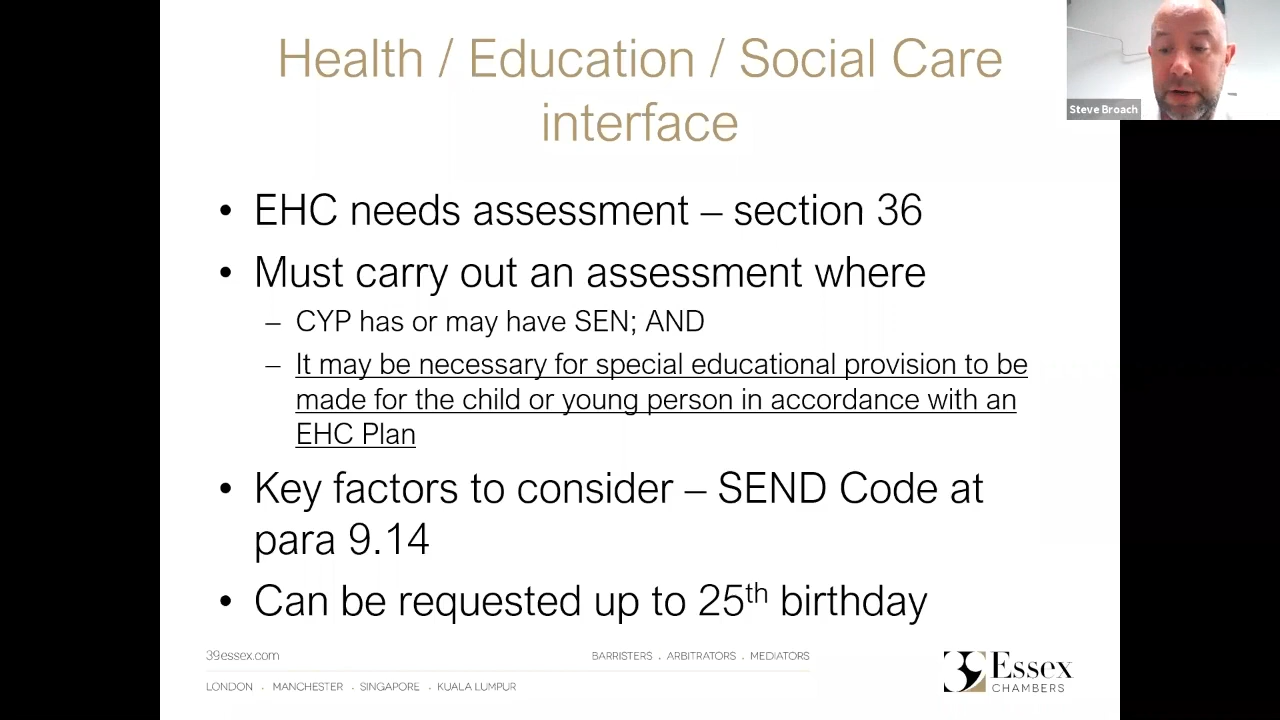 Health / Education / Social Care
interface
Steve Broach
• EHC needs assessment – section 36
• Must carry out an assessment where
– CYP has or may have SEN; AND
– It may be necessary for special educational provision to be
made for the child or young person in accordance with an
EHC Plan
• Key factors to consider – SEND Code at
para 9.14
• Can be requested up to 25th birthday
39essex.com
BARRISTERS . ARBITRATORS . MEDIATORS
LONDON . MANCHESTER . SINGAPORE . KUALA LUMPUR
39 Essex
CHAMBERS